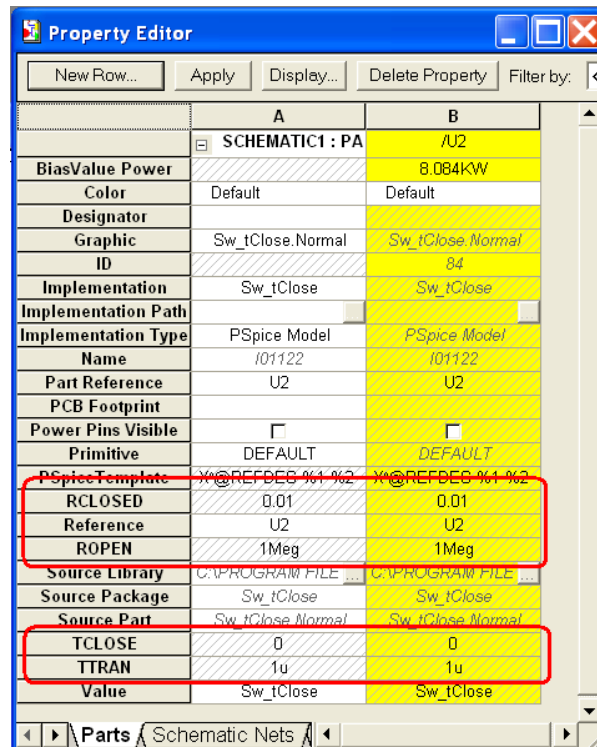 Property Editor
New Row... Apply Display... Delete Property Filter by: <
A B
SCHEMATIC1 : PA /U2
BiasValue Power 8.084KW
Color Default Default
Designator
Graphic Sw_tClose.Normal Sw_tClose.Normal
ID 84
Implementation Sw_tClose Sw_tClose
Implementation Path ... ...
Implementation Type PSpice Model PSpice Model
Name I01122 I01122
Part Reference U2 U2
PCB Footprint
Power Pins Visible
Primitive DEFAULT DEFAULT
PSpiceTemplate X^@REFDES %1 %2 X^@REFDES %1 %2
RCLOSED 0.01 0.01
Reference U2 U2
ROPEN 1Meg 1Meg
Source Library C:\PROGRAM FILE ... C:\PROGRAM FILE ...
Source Package Sw_tClose Sw_tClose
Source Part Sw_tClose.Normal Sw_tClose.Normal
TCLOSE 0 0
TTRAN 1u 1u
Value Sw_tClose Sw_tClose
Parts Schematic Nets